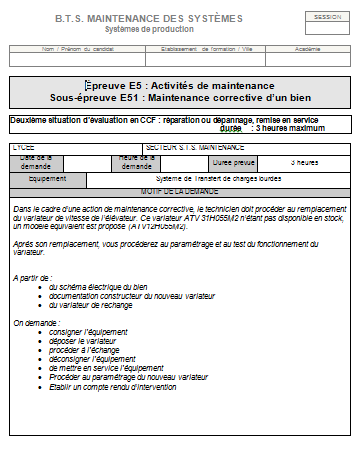 B.T.S. MAINTENANCE DES SYSTÈMES
Systèmes de production
SESSION
Nom / Prénom du candidat
Etablissement de formation / Ville
Académie
Épreuve E5 : Activités de maintenance
Sous-épreuve E51 : Maintenance corrective d'un bien
Deuxième situation d'évaluation en CCF : réparation ou dépannage, remise en service
durée : 3 heures maximum
LYCEE
SECTEUR S.T.S. MAINTENANCE
Date de la demande
Heure de la demande
Durée prévue
3 heures
Equipement
Système de Transfert de charges lourdes
MOTIF DE LA DEMANDE
Dans le cadre d'une action de maintenance corrective, le technicien doit procéder au remplacement
du variateur de vitesse de l'élévateur. Ce variateur ATV 31H055M2 n'étant pas disponible en stock,
un modèle équivalent est proposé (ATV12H055M2).
Après son remplacement, vous procéderez au paramétrage et au test du fonctionnement du
variateur.
A partir de :
• du schéma électrique du bien
• documentation constructeur du nouveau variateur
• du variateur de rechange
On demande :
• consigner l'équipement
• déposer le variateur
• procéder à l'échange
• déconsigner l'équipement
• de mettre en service l'équipement
• Procéder au paramétrage du nouveau variateur
• Etablir un compte rendu d'intervention